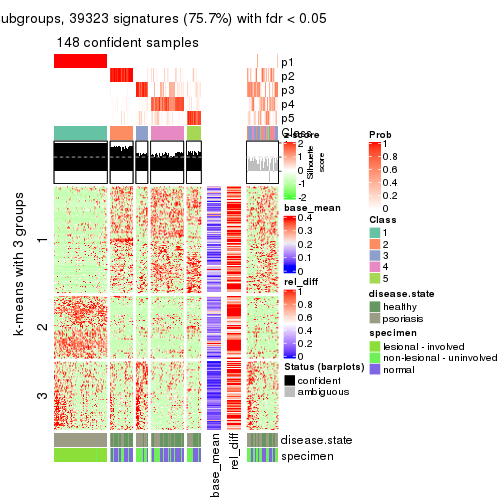 ubgroups, 39323 signatures (75.7%) with fdr < 0.05
148 confident samples
p1
p2
p3
p4
p5
Class
Silhouette
score
k-means with 3 groups
1
2
3
base_mean
rel_diff
disease.state
specimen
z-score
2
1
0
-1
-2
base_mean
0.4
0.3
0.2
0.1
0
rel_diff
1
0.8
0.6
0.4
0.2
0
Status (barplots)
confident
ambiguous
Prob
1
0.8
0.6
0.4
0.2
0
Class
1
2
3
4
5
disease.state
healthy
psoriasis
specimen
lesional - involved
non-lesional - uninvolved
normal